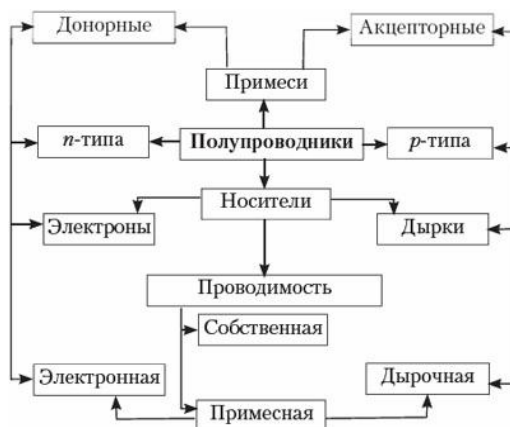 Донорные
Акцепторные
Примеси
n-типа
Полупроводники
p-типа
Носители
Электроны
Дырки
Проводимость
Собственная
Электронная
Дырочная
Примесная